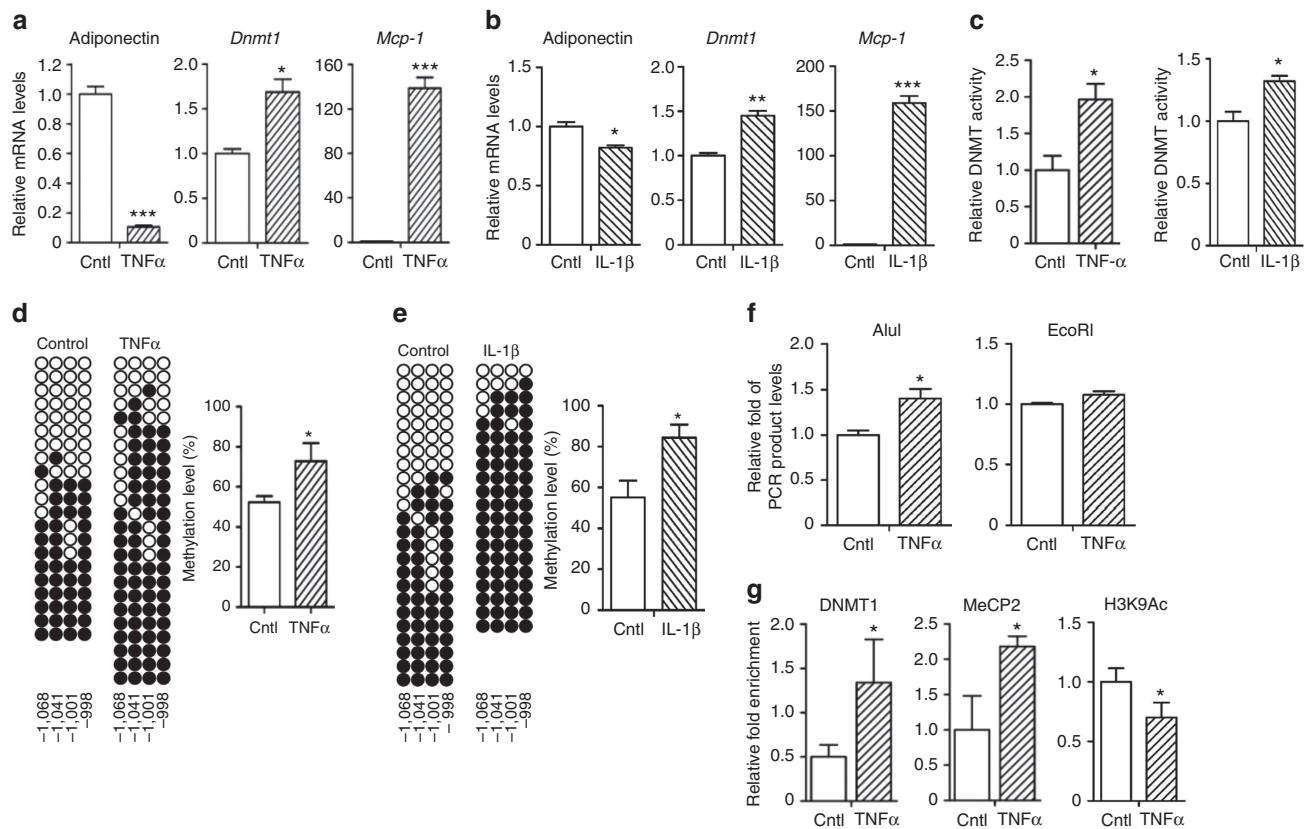 a
Adiponectin
Dnmt1
Mcp-1
Relative mRNA levels
1.2
1.0
0.8
0.6
0.4
0.2
0
***
Cntl TNFα
2.0
1.5
1.0
0.5
0
*
Cntl TNFα
160
120
80
40
0
***
Cntl TNFα
b
Adiponectin
Dnmt1
Mcp-1
Relative mRNA levels
1.5
1.0
0.5
0
*
Cntl IL-1β
2.0
1.5
1.0
0.5
0
**
Cntl IL-1β
200
150
100
50
0
***
Cntl IL-1β
c
Relative DNMT activity
2.5
2.0
1.5
1.0
0.5
0
*
Cntl TNF-α
Relative DNMT activity
1.5
1.0
0.5
0
*
Cntl IL-1β
d
Control
TNFα
−1,068
−1,041
−1,001
−998
−1,068
−1,041
−1,001
−998
Methylation level (%)
100
80
60
40
20
0
*
Cntl TNFα
e
Control
IL-1β
−1,068
−1,041
−1,001
−998
−1,068
−1,041
−1,001
−998
Methylation level (%)
100
80
60
40
20
0
*
Cntl IL-1β
f
AluI
EcoRI
Relative fold of
PCR product levels
2.0
1.5
1.0
0.5
0
*
Cntl TNFα
1.5
1.0
0.5
0
Cntl TNFα
g
DNMT1
MeCP2
H3K9Ac
Relative fold enrichment
2.0
1.5
1.0
0.5
0
*
Cntl TNFα
2.5
2.0
1.5
1.0
0.5
0
*
Cntl TNFα
1.5
1.0
0.5
0
*
Cntl TNFα